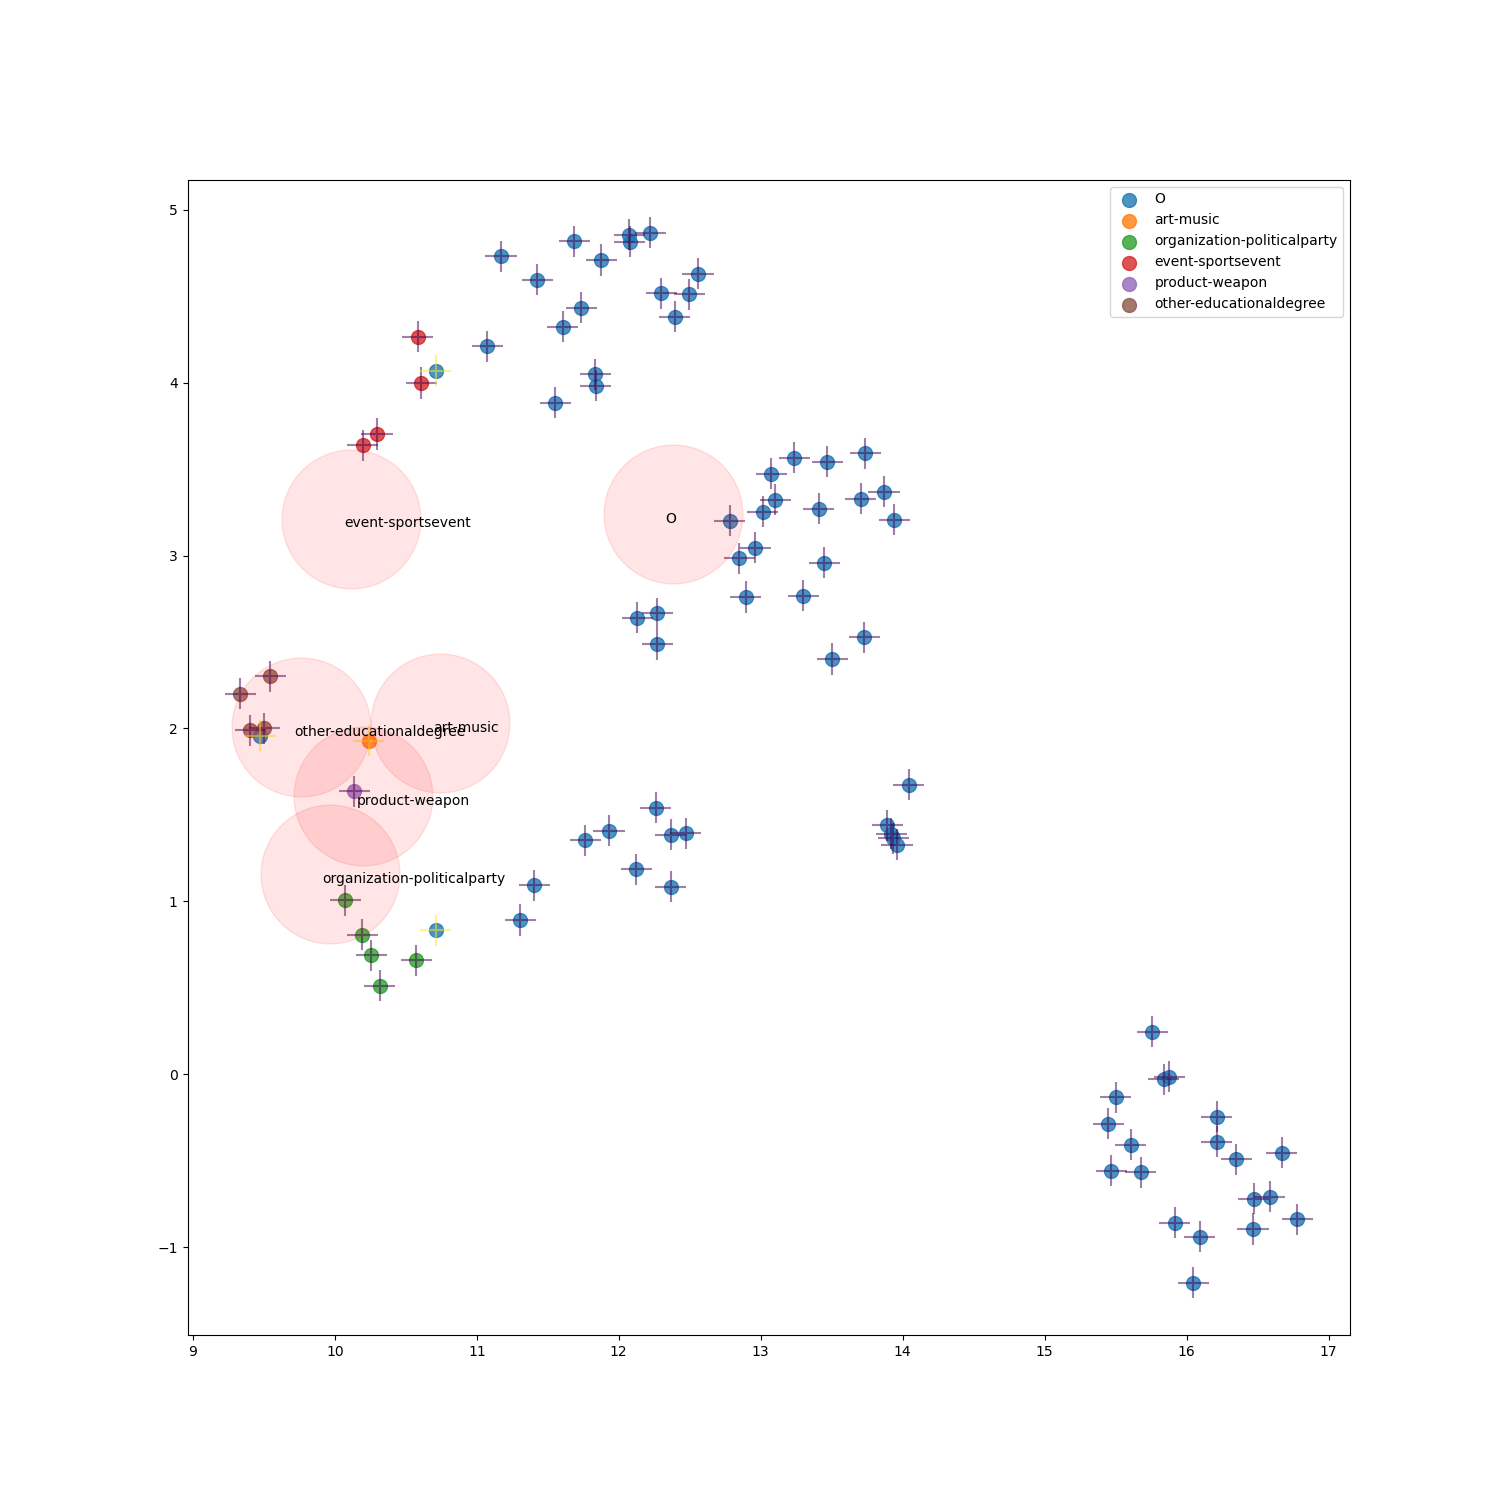 5
4
3
2
1
0
−1
9 10 11 12 13 14 15 16 17
O
art-music
organization-politicalparty
event-sportsevent
product-weapon
other-educationaldegree
event-sportsevent
O
other-educationaldegree
art-music
product-weapon
organization-politicalparty